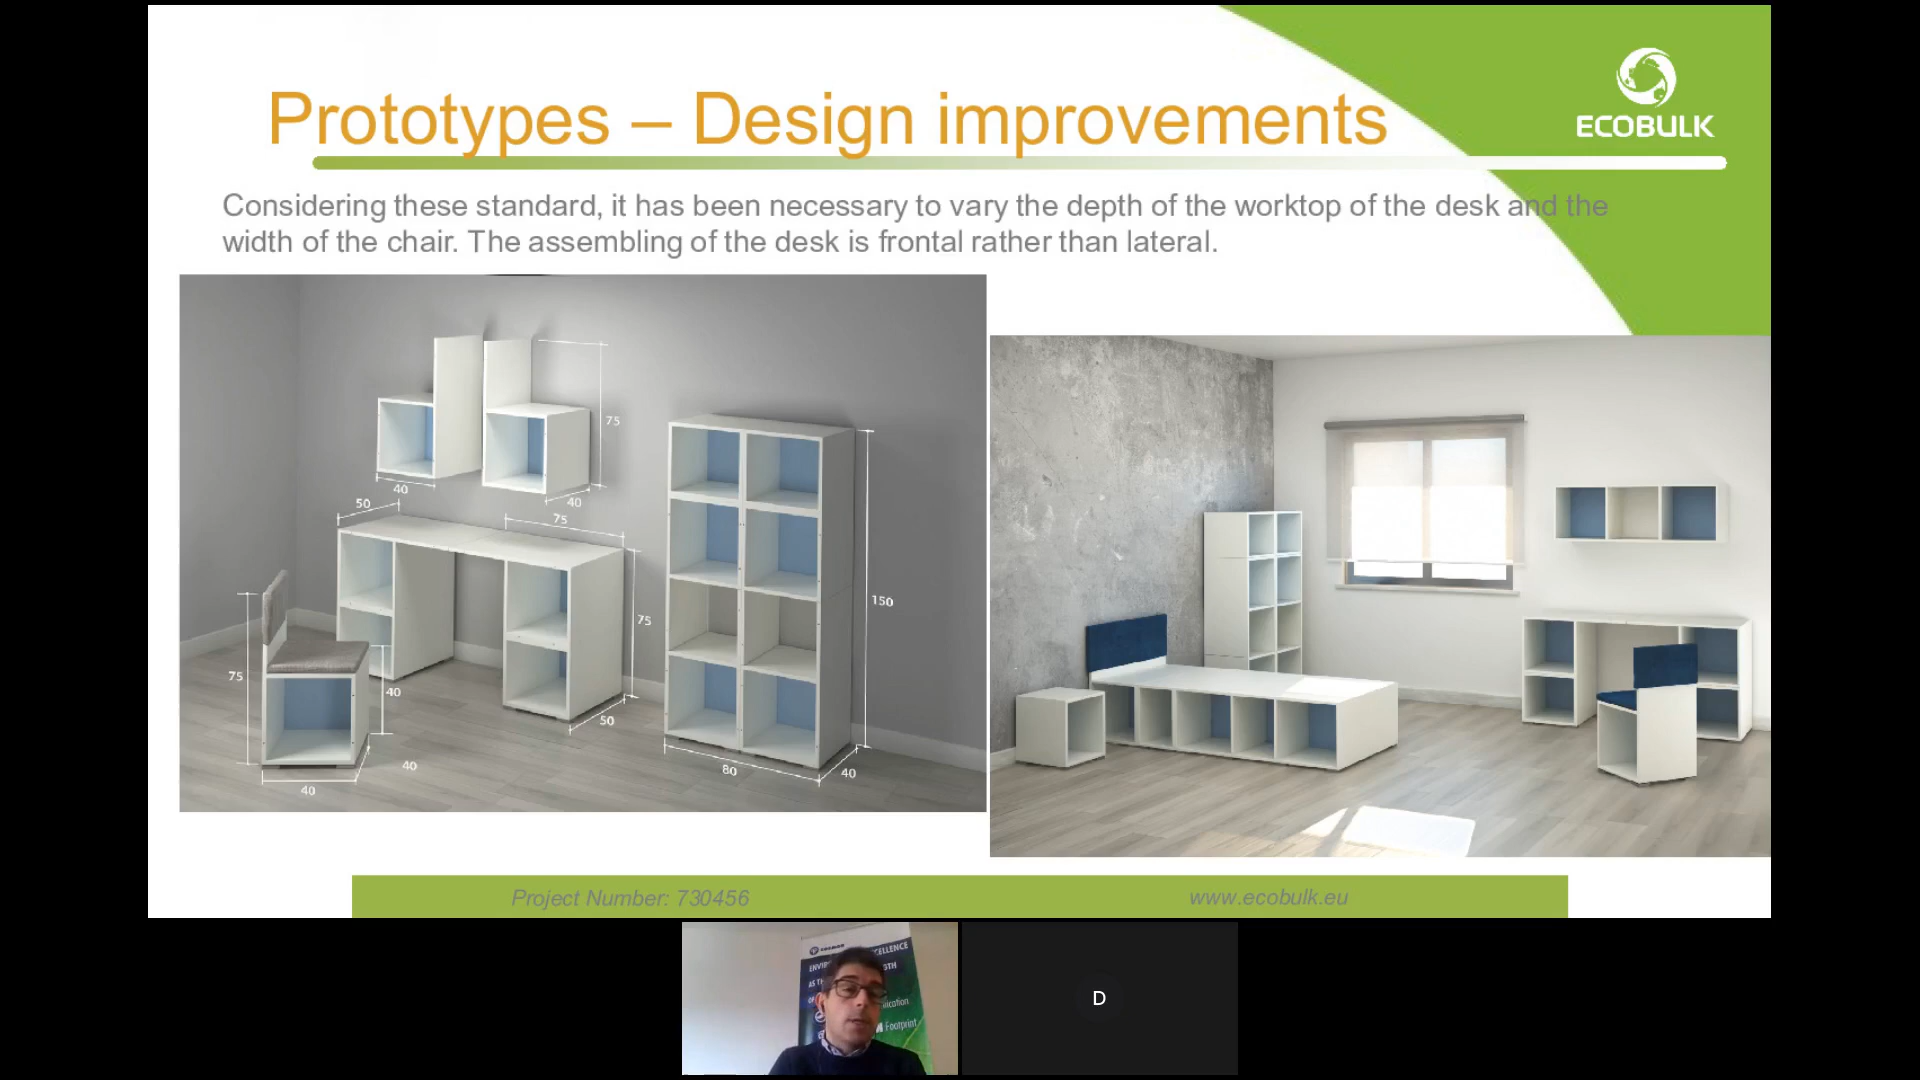 Prototypes – Design improvements
ECOBULK
Considering these standard, it has been necessary to vary the depth of the worktop of the desk and the
width of the chair. The assembling of the desk is frontal rather than lateral.
75
40
40
50
75
150
75
75
40
50
40
40
80
40
Project Number: 730456
www.ecobulk.eu
D
Footprint